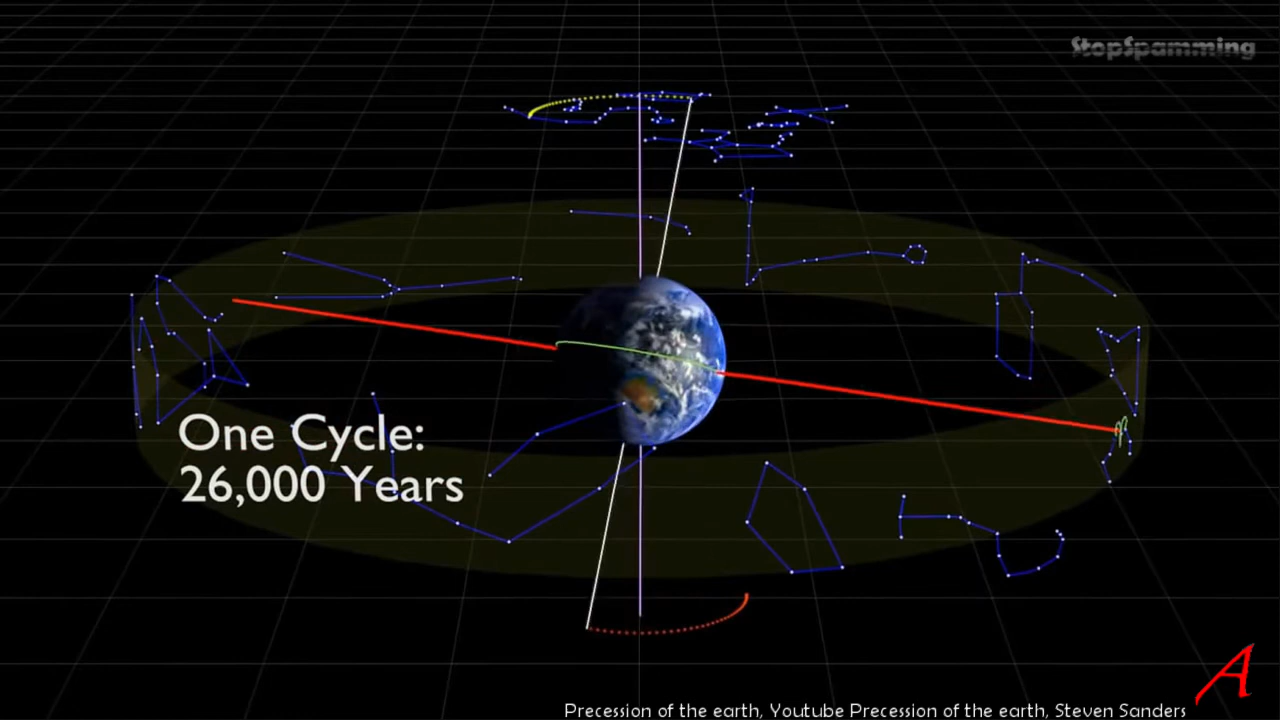 StopSpamming
One Cycle:
26,000 Years
A
Precession of the earth, Youtube Precession of the earth, Steven Sanders